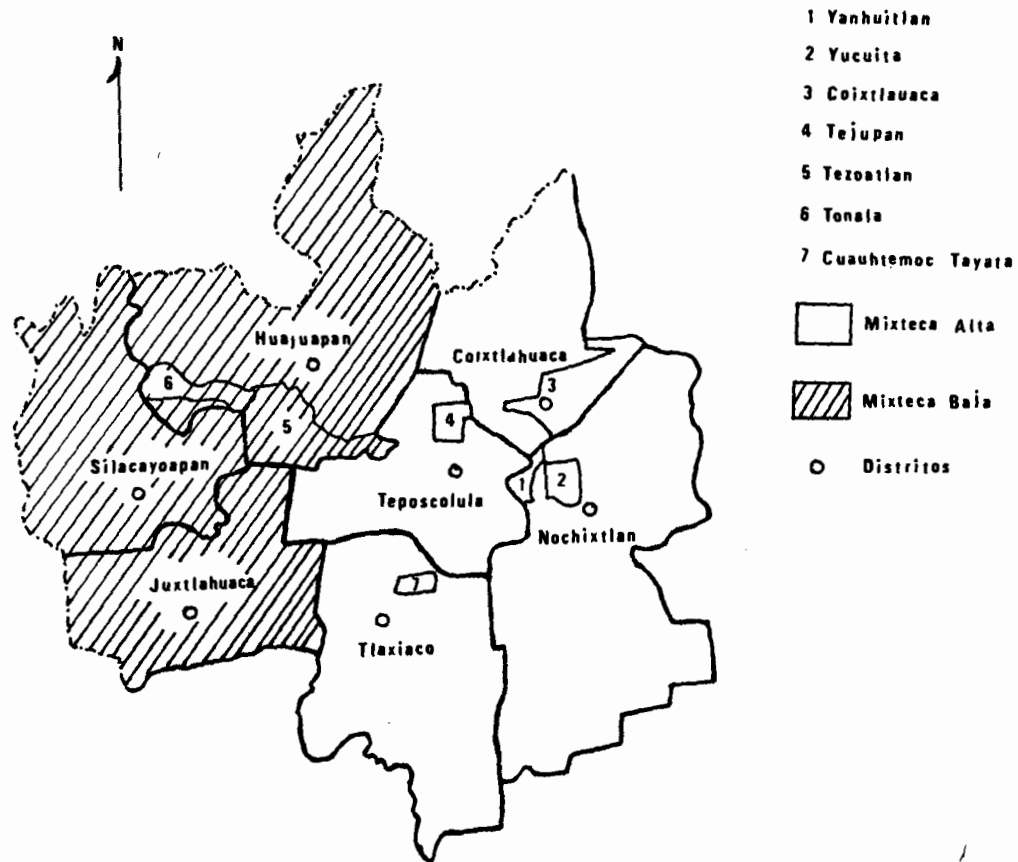 N
1 Yanhuitlan
2 Yucuita
3 Coixtlauaca
4 Tejupan
5 Tezoatlan
6 Tonala
7 Cuauhtemoc Tayata
Mixteca Alta
Mixteca Baja
Distritos
Huajuapan
Coixtlahuaca
6
3
4
5
Silacayoapan
Teposcolula
1
2
Nochixtlan
Juxtlahuaca
7
Tlaxiaco